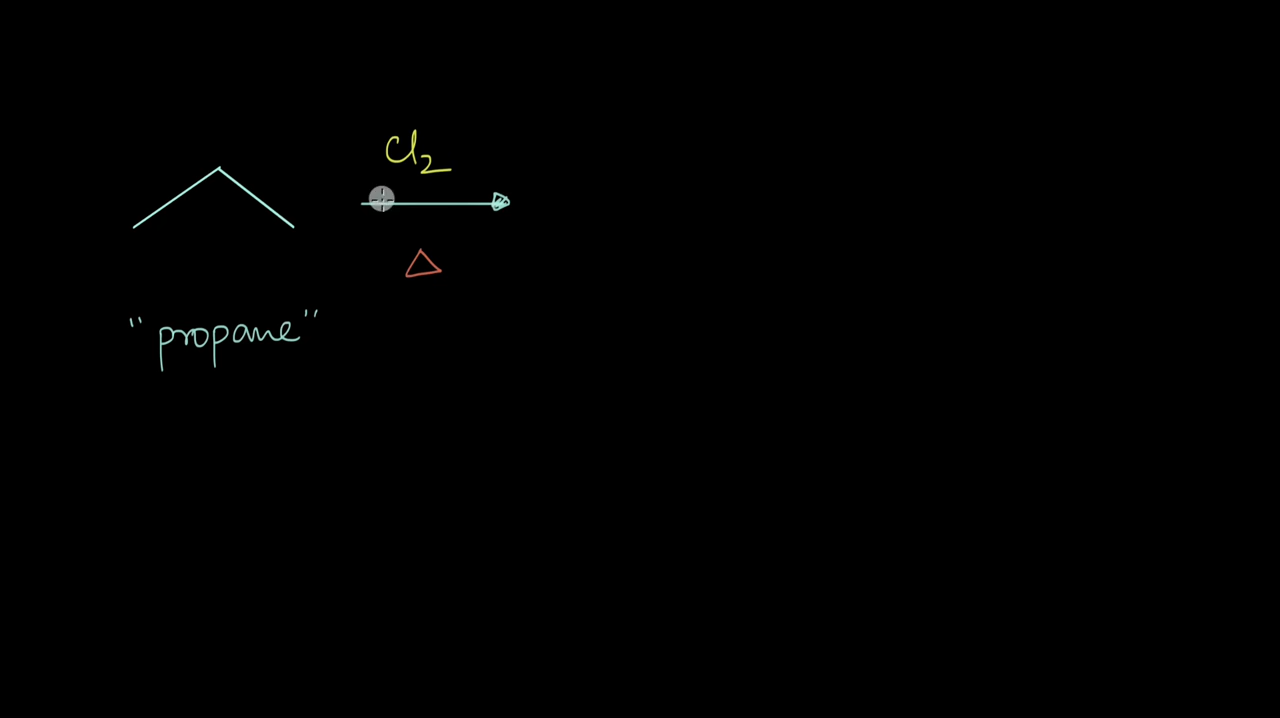 Cl₂
Δ
"propane"